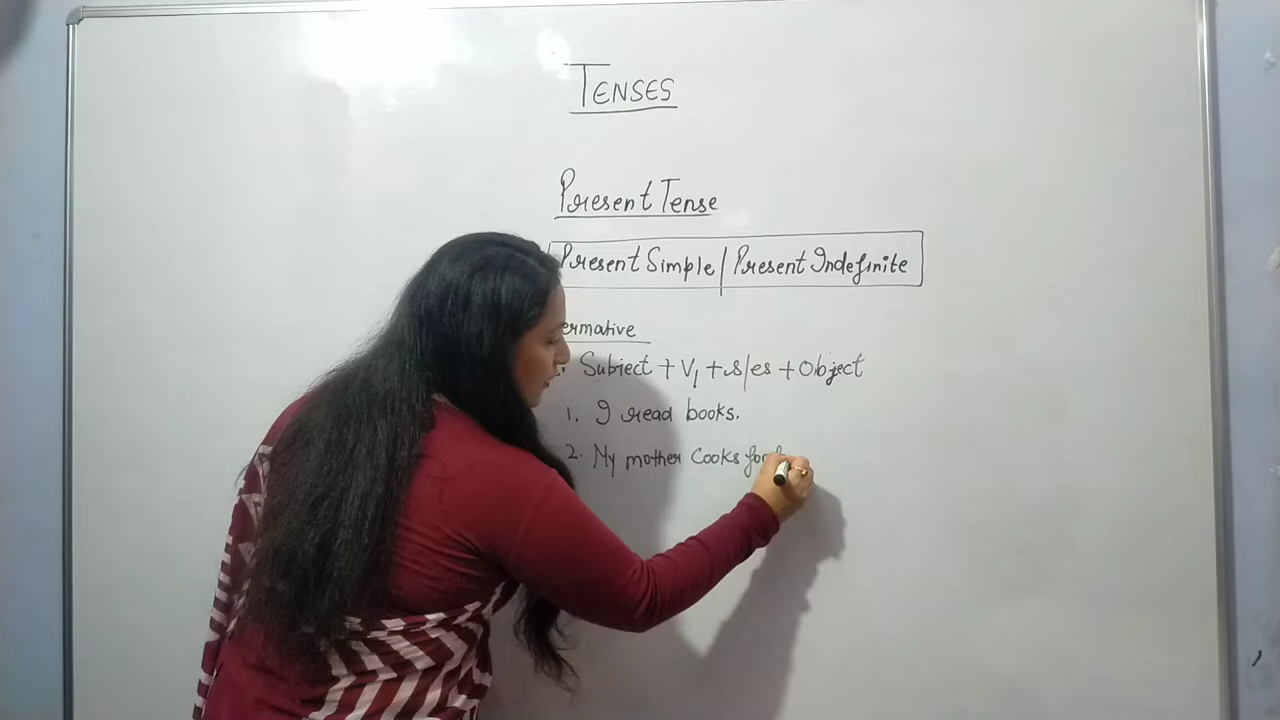 TENSES
Present Tense
Present Simple | Present Indefinite
ermative
Subject + V1 + s/es + Object
1. I read books.
2. My mother Cooks